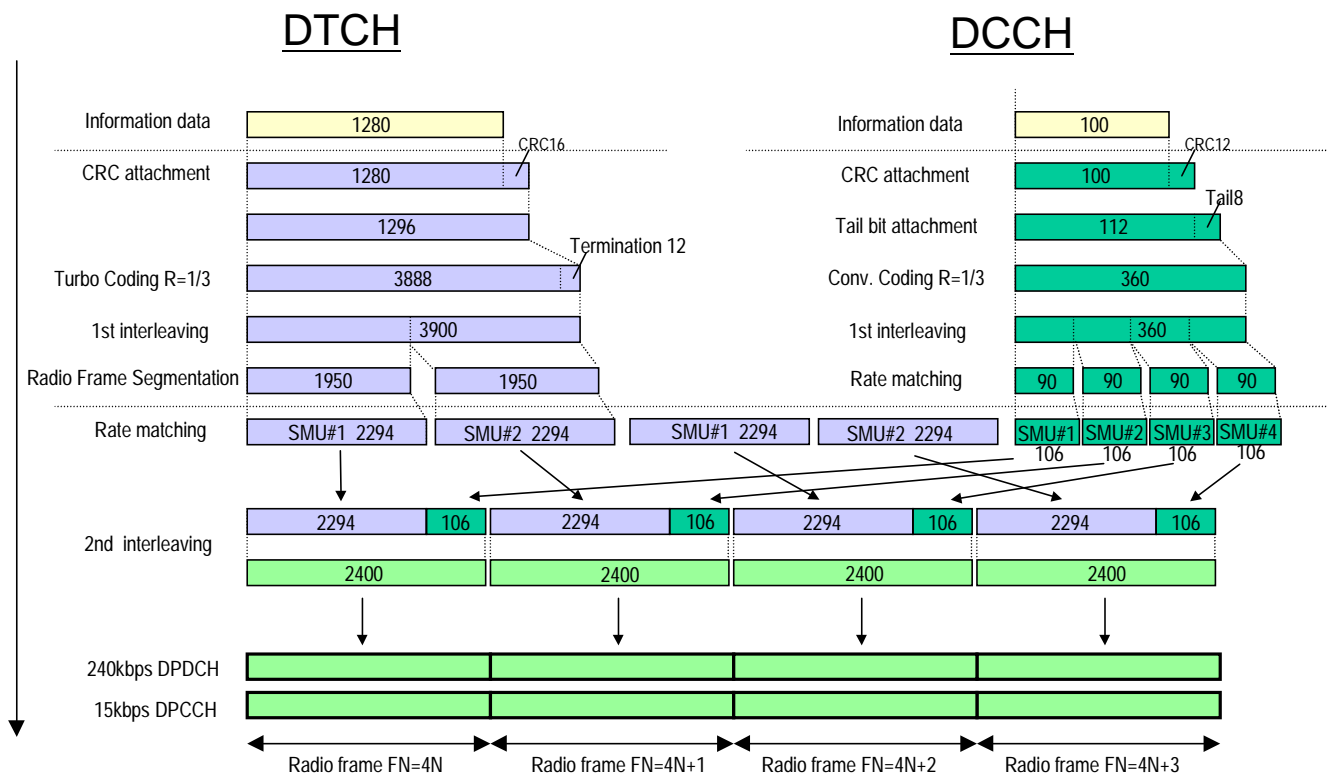 DTCH DCCH
Information data 1280 Information data 100
CRC16 CRC12
CRC attachment 1280 CRC attachment 100
Tail8
1296 Tail bit attachment 112
Termination 12
Turbo Coding R=1/3 3888 Conv. Coding R=1/3 360
1st interleaving 3900 1st interleaving 360
Radio Frame Segmentation 1950 1950 Rate matching 90 90 90 90
Rate matching SMU#1 2294 SMU#2 2294 SMU#1 2294 SMU#2 2294 SMU#1 SMU#2 SMU#3 SMU#4
106 106 106 106
2294 106 2294 106 2294 106 2294 106
2nd interleaving
2400 2400 2400 2400
240kbps DPDCH
15kbps DPCCH
Radio frame FN=4N Radio frame FN=4N+1 Radio frame FN=4N+2 Radio frame FN=4N+3